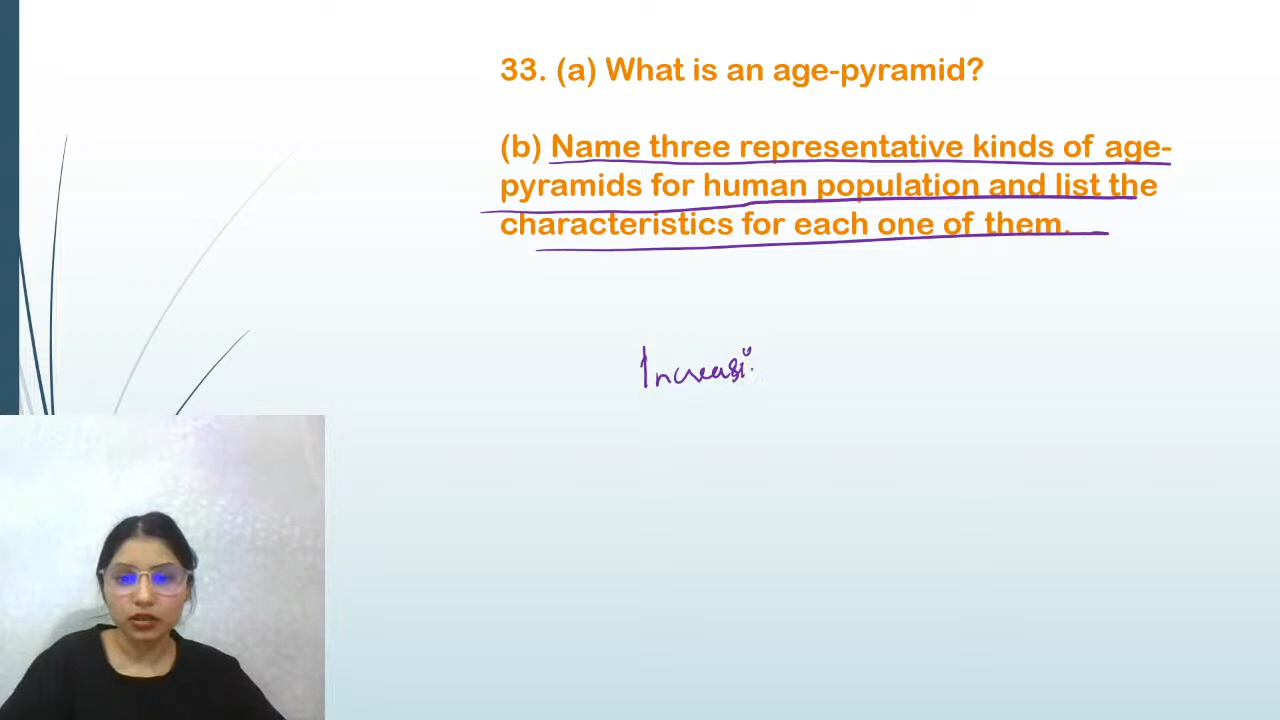 33. (a) What is an age-pyramid?
(b) Name three representative kinds of age-
pyramids for human population and list the
characteristics for each one of them.
Increasi